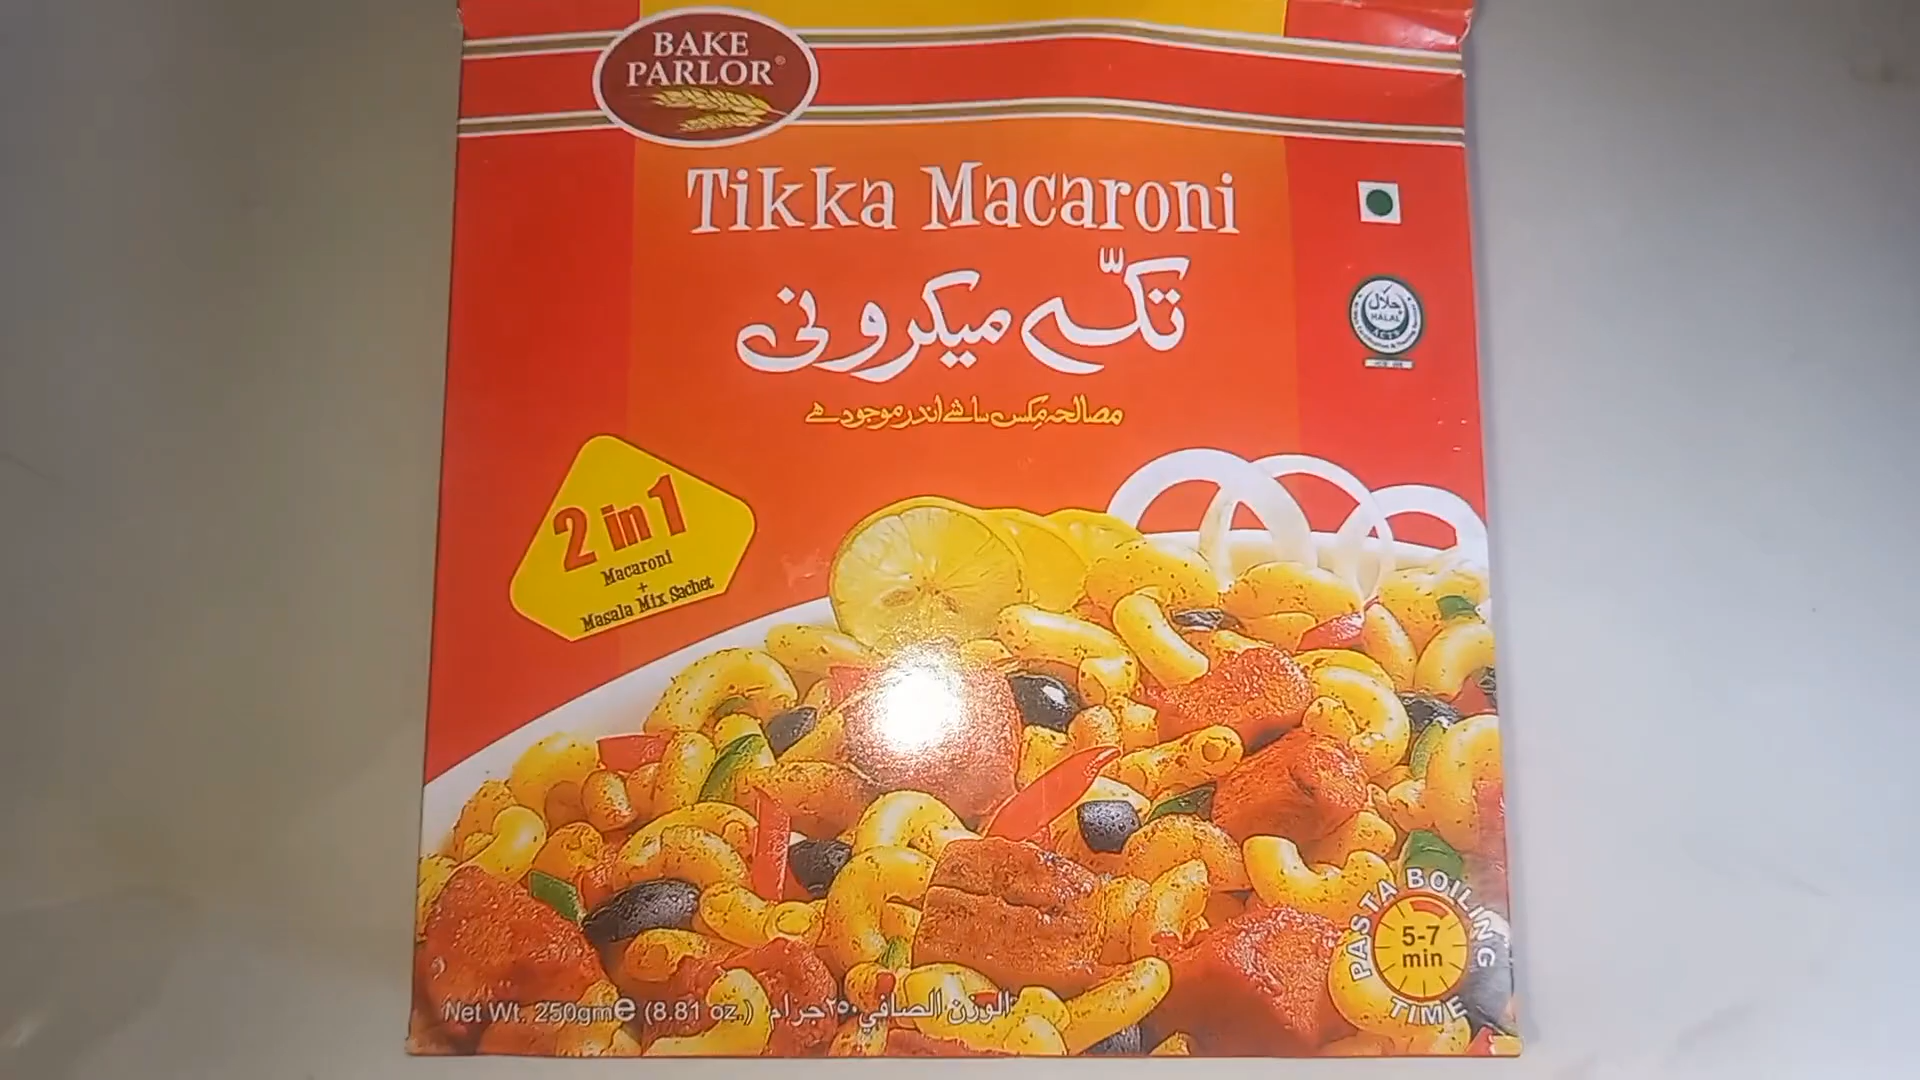 BAKE
PARLOR®
Tikka Macaroni
تکّہ میکرونی
مصالحہ مکس ساشے اندر موجود ہے
حلال
HALAL
2 in 1
Macaroni
+
Masala Mix Sachet
PASTA BOILING
5-7
min
TIME
Net Wt. 250gm e (8.81 oz.) الوزن الصافي ٢٥٠ جرام